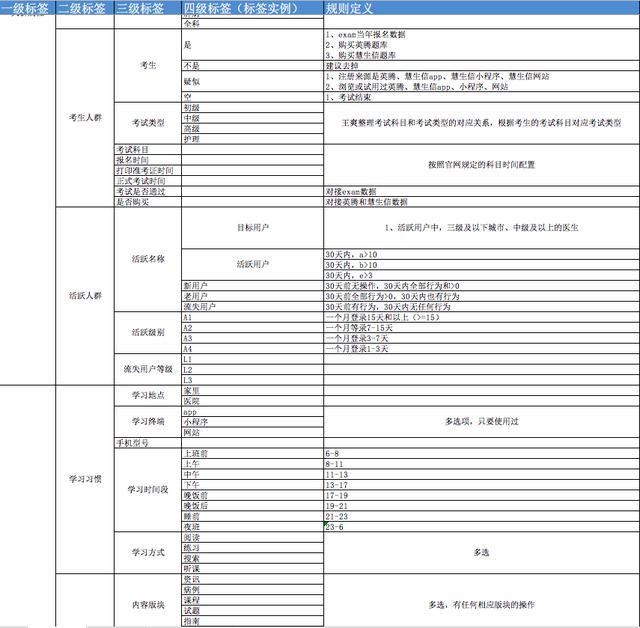 一级标签 二级标签 三级标签 四级标签（标签实例） 规则定义
全科
考生人群
考生
是
1、exam当年报名数据
2、购买英腾题库
3、购买慧生信题库
不是 建议去掉
疑似
1、注册来源是英腾、慧生信app、慧生信小程序、慧生信网站
2、浏览或试用过英腾、慧生信app、小程序、网站
空 1、考试结束
考试类型
初级
中级
高级
护理
王爽整理考试科目和考试类型的对应关系，根据考生的考试科目对应考试类型
考试科目
报名时间
打印准考证时间
正式考试时间
按照官网规定的科目时间配置
考试是否通过 对接exam数据
是否购买 对接英腾和慧生信数据
活跃人群
活跃名称
目标用户 1、活跃用户中，三级及以下城市、中级及以上的医生
活跃用户
30天内，a>10
30天内，b>10
30天内，e>3
新用户 30天前无操作，30天内全部行为和>0
老用户 30天前全部行为>0，30天内也有行为
流失用户 30天前有行为，30天内无任何行为
活跃级别
A1 一个月登录15天和以上（>=15）
A2 一个月等录7-15天
A3 一个月登录3-7天
A4 一个月登录1-3天
流失用户等级
L1
L2
L3
学习习惯
学习地点
家里
医院
学习终端
app
小程序
网站
多选项，只要使用过
手机型号
学习时间段
上班前 6-8
上午 8-11
中午 11-13
下午 13-17
晚饭前 17-19
晚饭后 19-21
睡前 21-23
夜班 23-6
学习方式
阅读
练习
搜索
听课
多选
内容版块
资讯
病例
课程
试题
指南
多选，有任何相应版块的操作